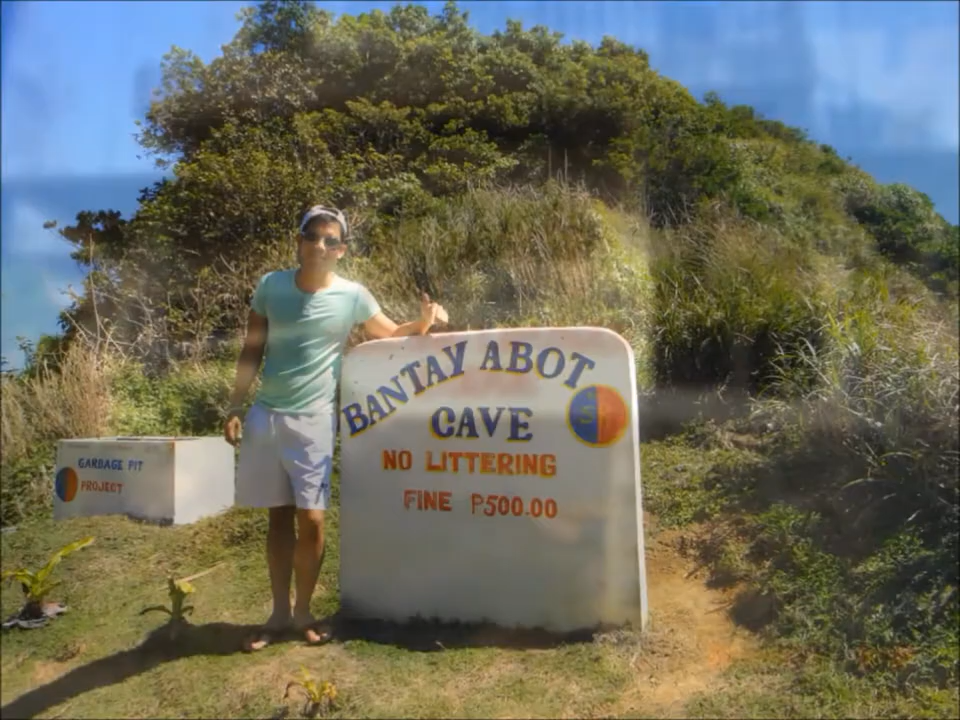 BANTAY ABOT
CAVE
NO LITTERING
FINE P500.00
GARBAGE PIT
PROJECT